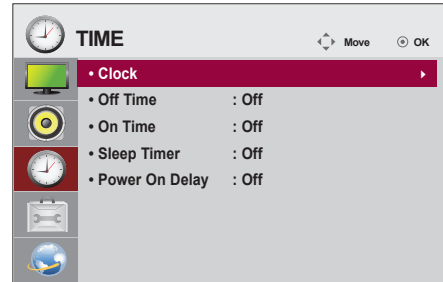 TIME Move OK
• Clock
• Off Time : Off
• On Time : Off
• Sleep Timer : Off
• Power On Delay : Off